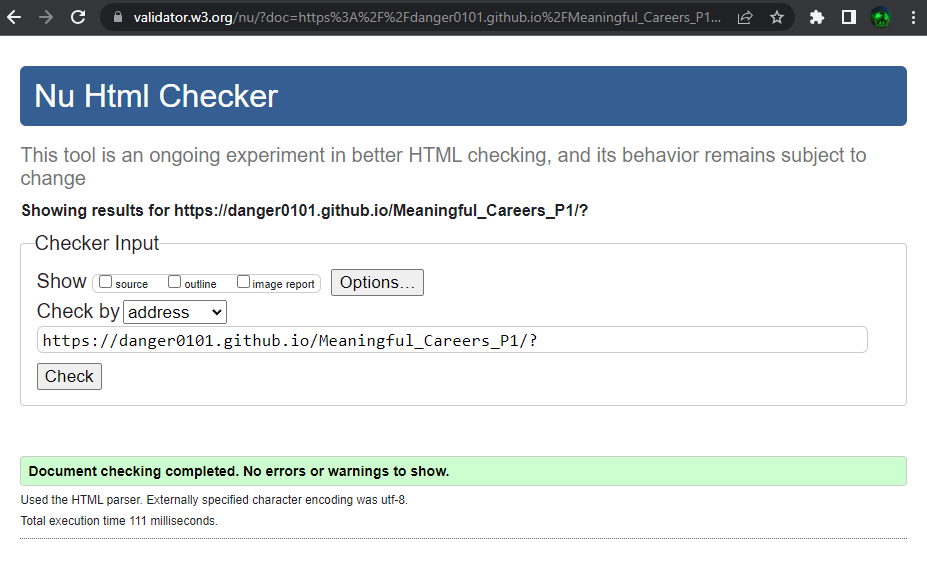 validator.w3.org/nu/?doc=https%3A%2F%2Fdanger0101.github.io%2FMeaningful_Careers_P1...
Nu Html Checker
This tool is an ongoing experiment in better HTML checking, and its behavior remains subject to
change
Showing results for https://danger0101.github.io/Meaningful_Careers_P1/?
Checker Input
Show source outline image report Options...
Check by address
https://danger0101.github.io/Meaningful_Careers_P1/?
Check
Document checking completed. No errors or warnings to show.
Used the HTML parser. Externally specified character encoding was utf-8.
Total execution time 111 milliseconds.